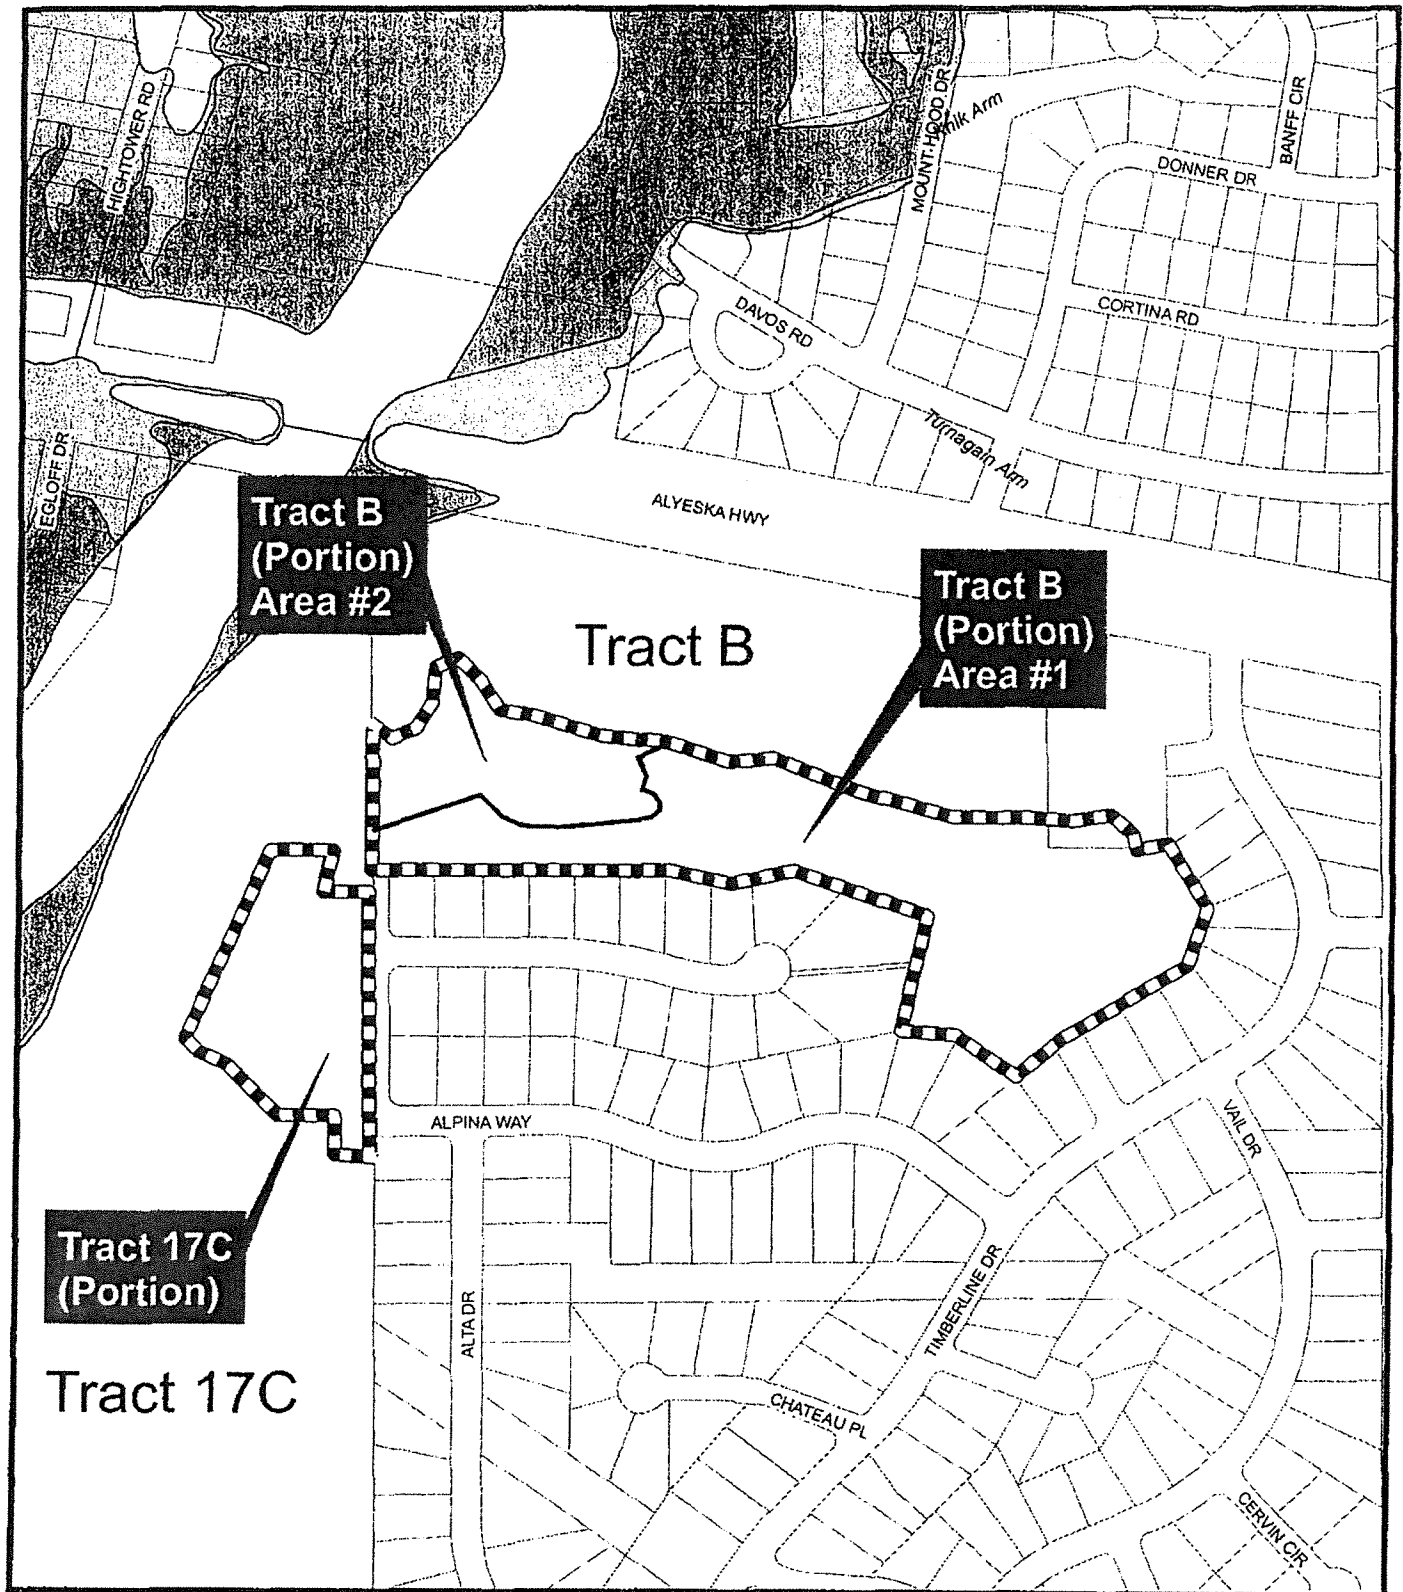 HIGHTOWER RD
MOUNT HOOD DR
BANFF CIR
DONNER DR
CORTINA RD
DAVOS RD
Turnagain Arm
EGLOFF DR
ALYESKA HWY
Tract B
(Portion)
Area #2
Tract B
Tract B
(Portion)
Area #1
ALPINA WAY
VAIL DR
Tract 17C
(Portion)
ALTA DR
TIMBERLINE DR
Tract 17C
CHATEAU PL
CERVIN CIR